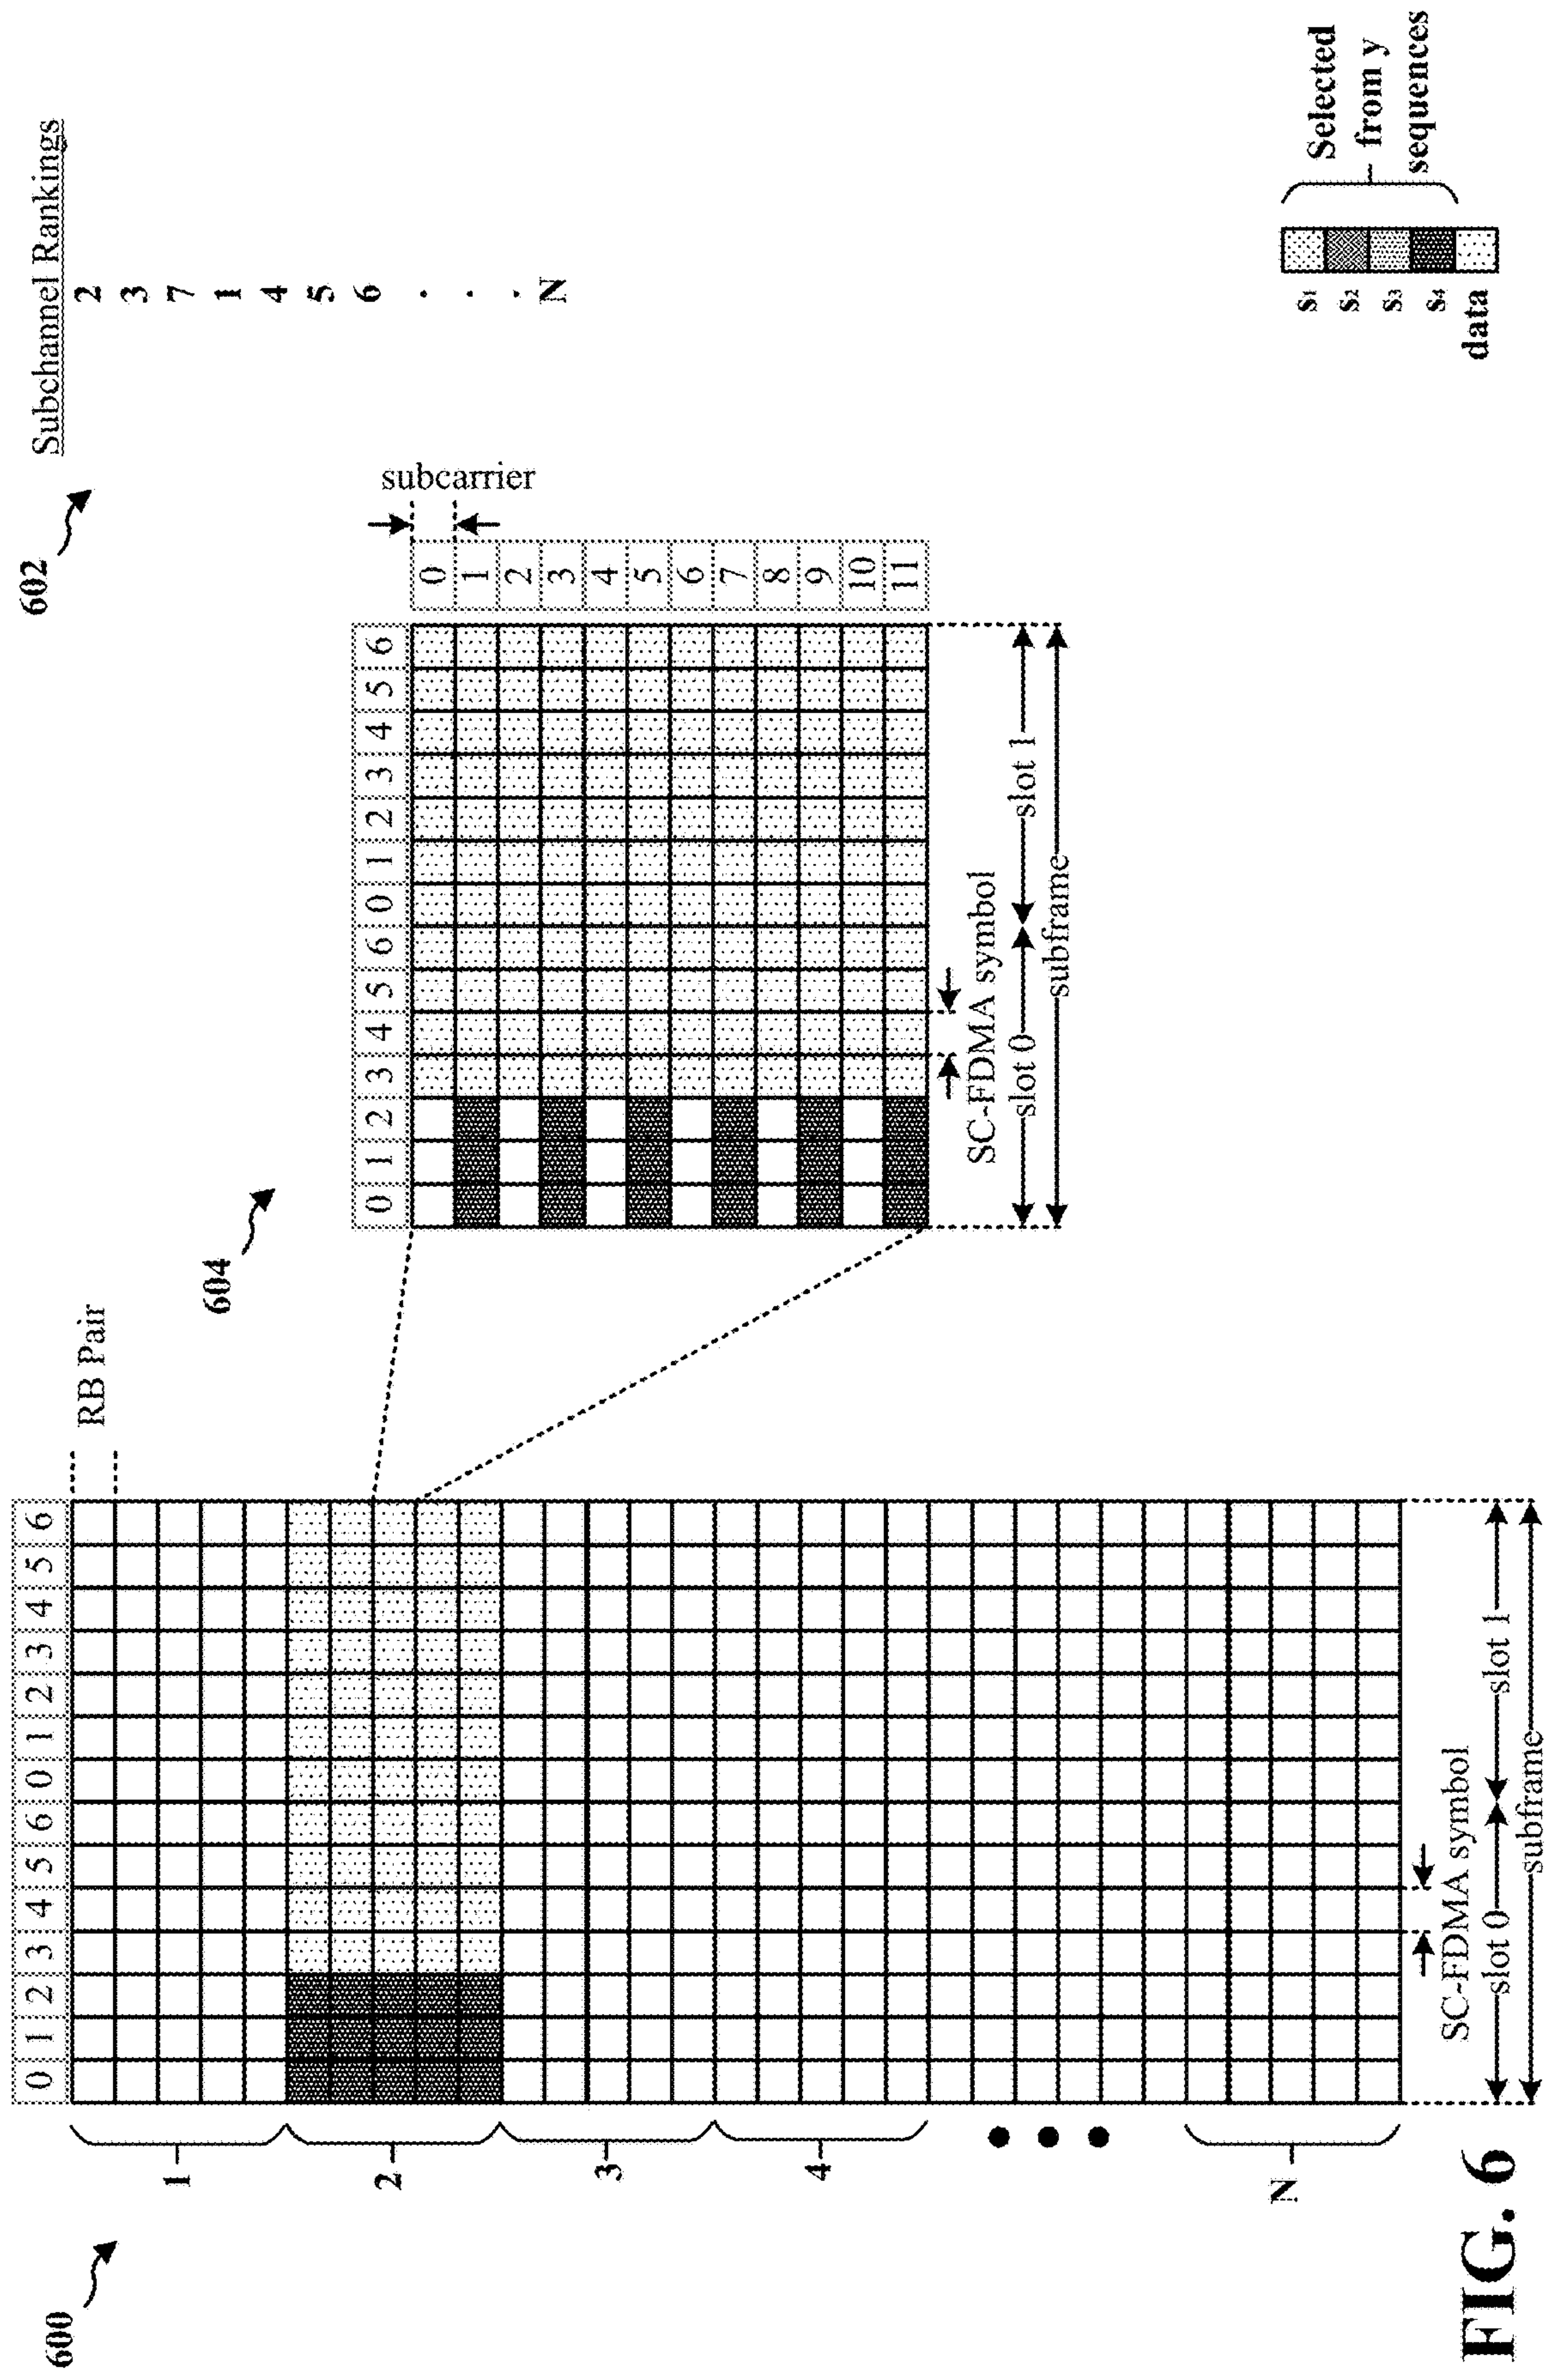 600
0 1 2 3 4 5 6 0 1 2 3 4 5 6
RB Pair
1
2
3
4
N
SC-FDMA symbol
slot 0 slot 1
subframe
604
0 1 2 3 4 5 6 0 1 2 3 4 5 6
subcarrier
0
1
2
3
4
5
6
7
8
9
10
11
SC-FDMA symbol
slot 0 slot 1
subframe
602
Subchannel Rankings
2
3
7
1
4
5
6
.
.
.
N
S1
S2
S3
S4
data
Selected
from y
sequences
FIG. 6